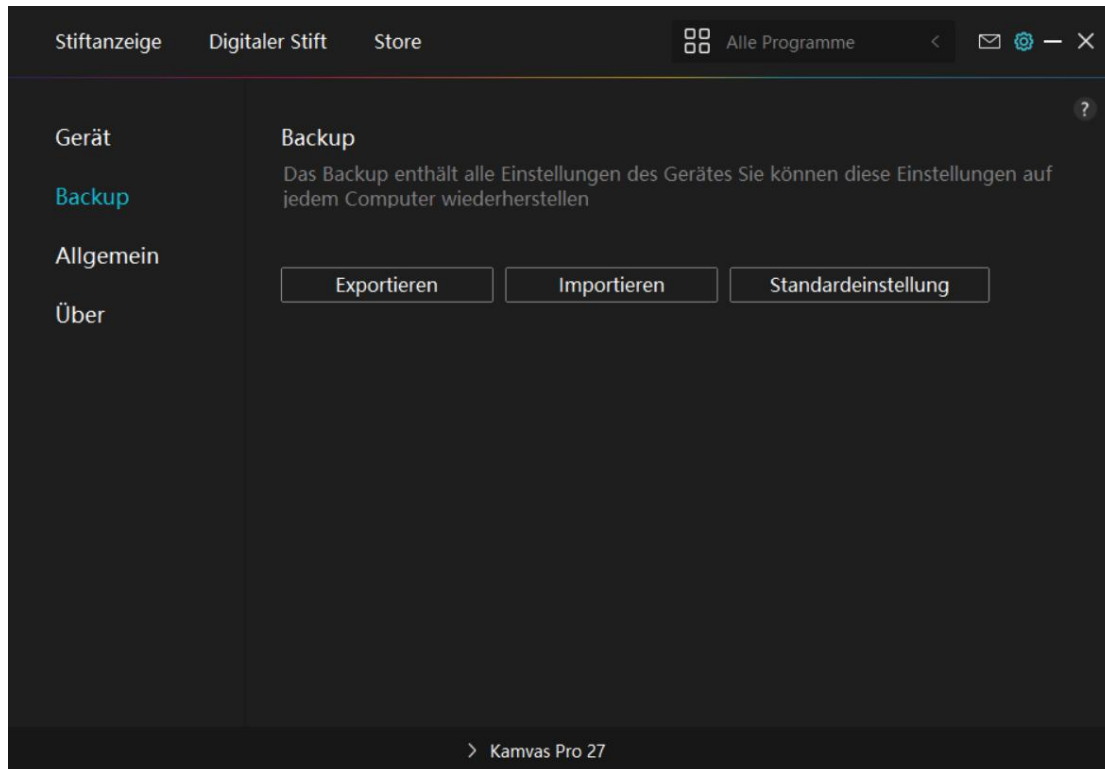 Stiftanzeige Digitaler Stift Store Alle Programme
?
Gerät
Backup
Allgemein
Über
Backup
Das Backup enthält alle Einstellungen des Gerätes Sie können diese Einstellungen auf
jedem Computer wiederherstellen
Exportieren Importieren Standardeinstellung
Kamvas Pro 27